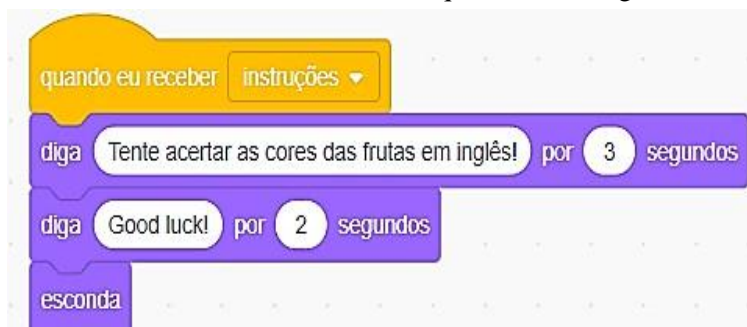 quando eu receber instruções
diga Tente acertar as cores das frutas em inglês! por 3 segundos
diga Good luck! por 2 segundos
esconda